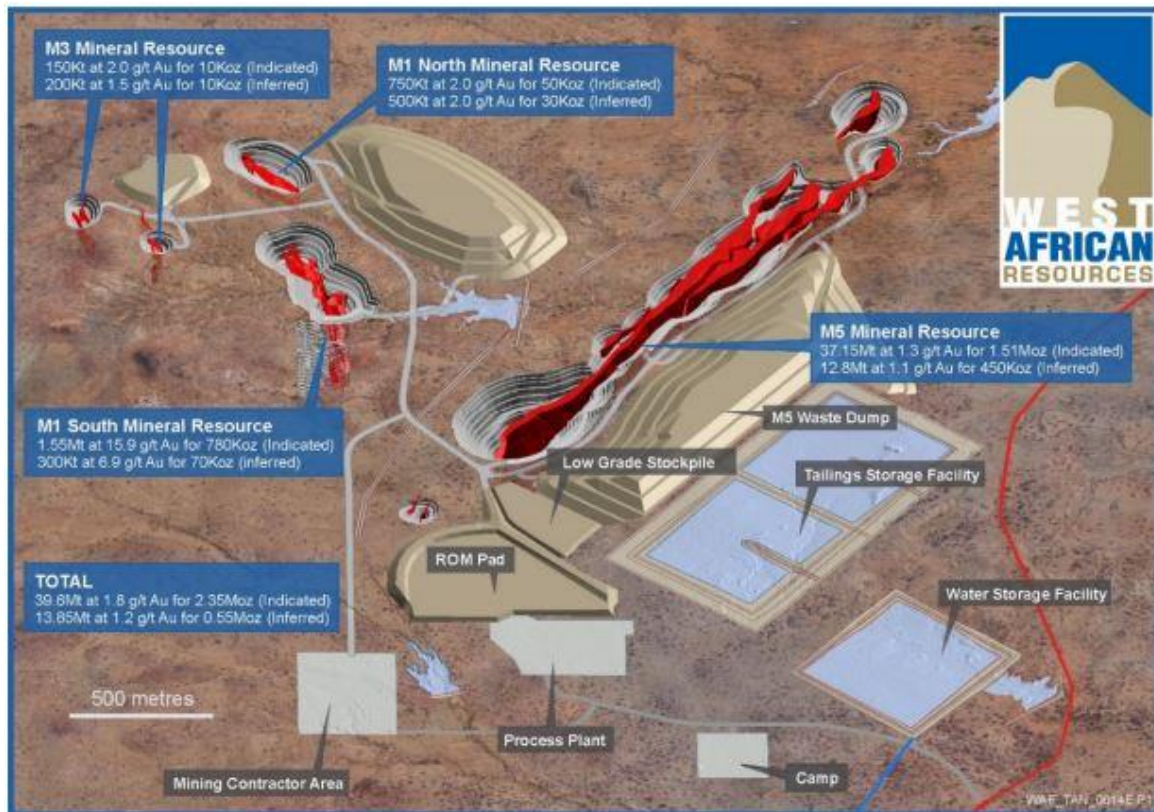 M3 Mineral Resource
150Kt at 2.0 g/t Au for 10Koz (Indicated)
200Kt at 1.5 g/t Au for 10Koz (Inferred)
M1 North Mineral Resource
750Kt at 2.0 g/t Au for 50Koz (Indicated)
500Kt at 2.0 g/t Au for 30Koz (Inferred)
WEST
AFRICAN
RESOURCES
M5 Mineral Resource
37.15Mt at 1.3 g/t Au for 1.51Moz (Indicated)
12.8Mt at 1.1 g/t Au for 450Koz (Inferred)
M1 South Mineral Resource
1.55Mt at 15.9 g/t Au for 780Koz (Indicated)
300Kt at 6.9 g/t Au for 70Koz (inferred)
M5 Waste Dump
Low Grade Stockpile
Tailings Storage Facility
ROM Pad
TOTAL
39.6Mt at 1.8 g/t Au for 2.35Moz (Indicated)
13.85Mt at 1.2 g/t Au for 0.55Moz (Inferred)
Water Storage Facility
500 metres
Process Plant
Mining Contractor Area
Camp